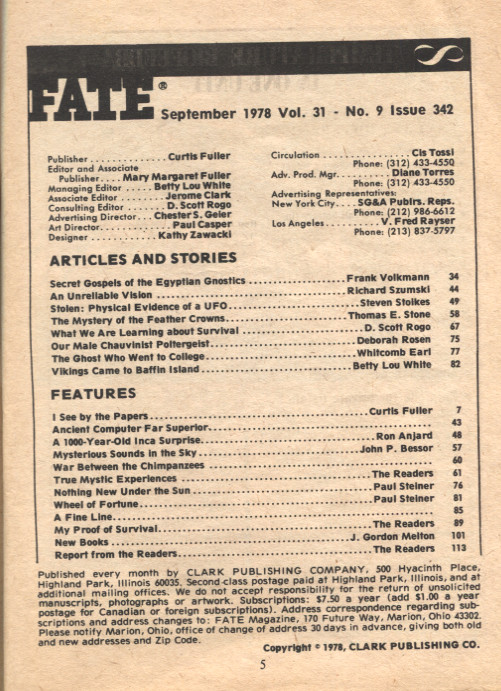 FATE®
September 1978 Vol. 31 - No. 9 Issue 342
Publisher ............ Curtis Fuller
Editor and Associate
Publisher.... Mary Margaret Fuller
Managing Editor ..... Betty Lou White
Associate Editor ....... Jerome Clark
Consulting Editor ..... D. Scott Rogo
Advertising Director... Chester S. Geier
Art Director............ Paul Casper
Designer ............ Kathy Zawacki
Circulation ................ Cis Tossi
Phone: (312) 433-4550
Adv. Prod. Mgr.......... Diane Torres
Phone: (312) 433-4550
Advertising Representatives:
New York City.... SG&A Publrs. Reps.
Phone: (212) 986-6612
Los Angeles.......... V. Fred Rayser
Phone: (213) 837-5797
ARTICLES AND STORIES
Secret Gospels of the Egyptian Gnostics .................. Frank Volkmann 34
An Unreliable Vision .................................. Richard Szumski 44
Stolen: Physical Evidence of a UFO........................ Steven Stoikes 49
The Mystery of the Feather Crowns...................... Thomas E. Stone 58
What We Are Learning about Survival ...................... D. Scott Rogo 67
Our Male Chauvinist Poltergeist........................... Deborah Rosen 75
The Ghost Who Went to College........................... Whitcomb Earl 77
Vikings Came to Baffin Island........................... Betty Lou White 82
FEATURES
I See by the Papers..................................... Curtis Fuller 7
Ancient Computer Far Superior..................................... 43
A 1000-Year-Old Inca Surprise............................... Ron Anjard 48
Mysterious Sounds in the Sky ........................... John P. Bessor 57
War Between the Chimpanzees ..................................... 60
True Mystic Experiences ................................. The Readers 61
Nothing New Under the Sun ................................ Paul Steiner 76
Wheel of Fortune......................................... Paul Steiner 81
A Fine Line..................................................... 85
My Proof of Survival..................................... The Readers 89
New Books .......................................... J. Gordon Melton 101
Report from the Readers.................................. The Readers 113
Published every month by CLARK PUBLISHING COMPANY, 500 Hyacinth Place,
Highland Park, Illinois 60035. Second-class postage paid at Highland Park, Illinois, and at
additional mailing offices. We do not accept responsibility for the return of unsolicited
manuscripts, photographs or artwork. Subscriptions: $7.50 a year (add $1.00 a year
postage for Canadian or foreign subscriptions). Address correspondence regarding sub-
scriptions and address changes to: FATE Magazine, 170 Future Way, Marion, Ohio 43302.
Please notify Marion, Ohio, office of change of address 30 days in advance, giving both old
and new addresses and Zip Code.
Copyright © 1978, CLARK PUBLISHING CO.
5